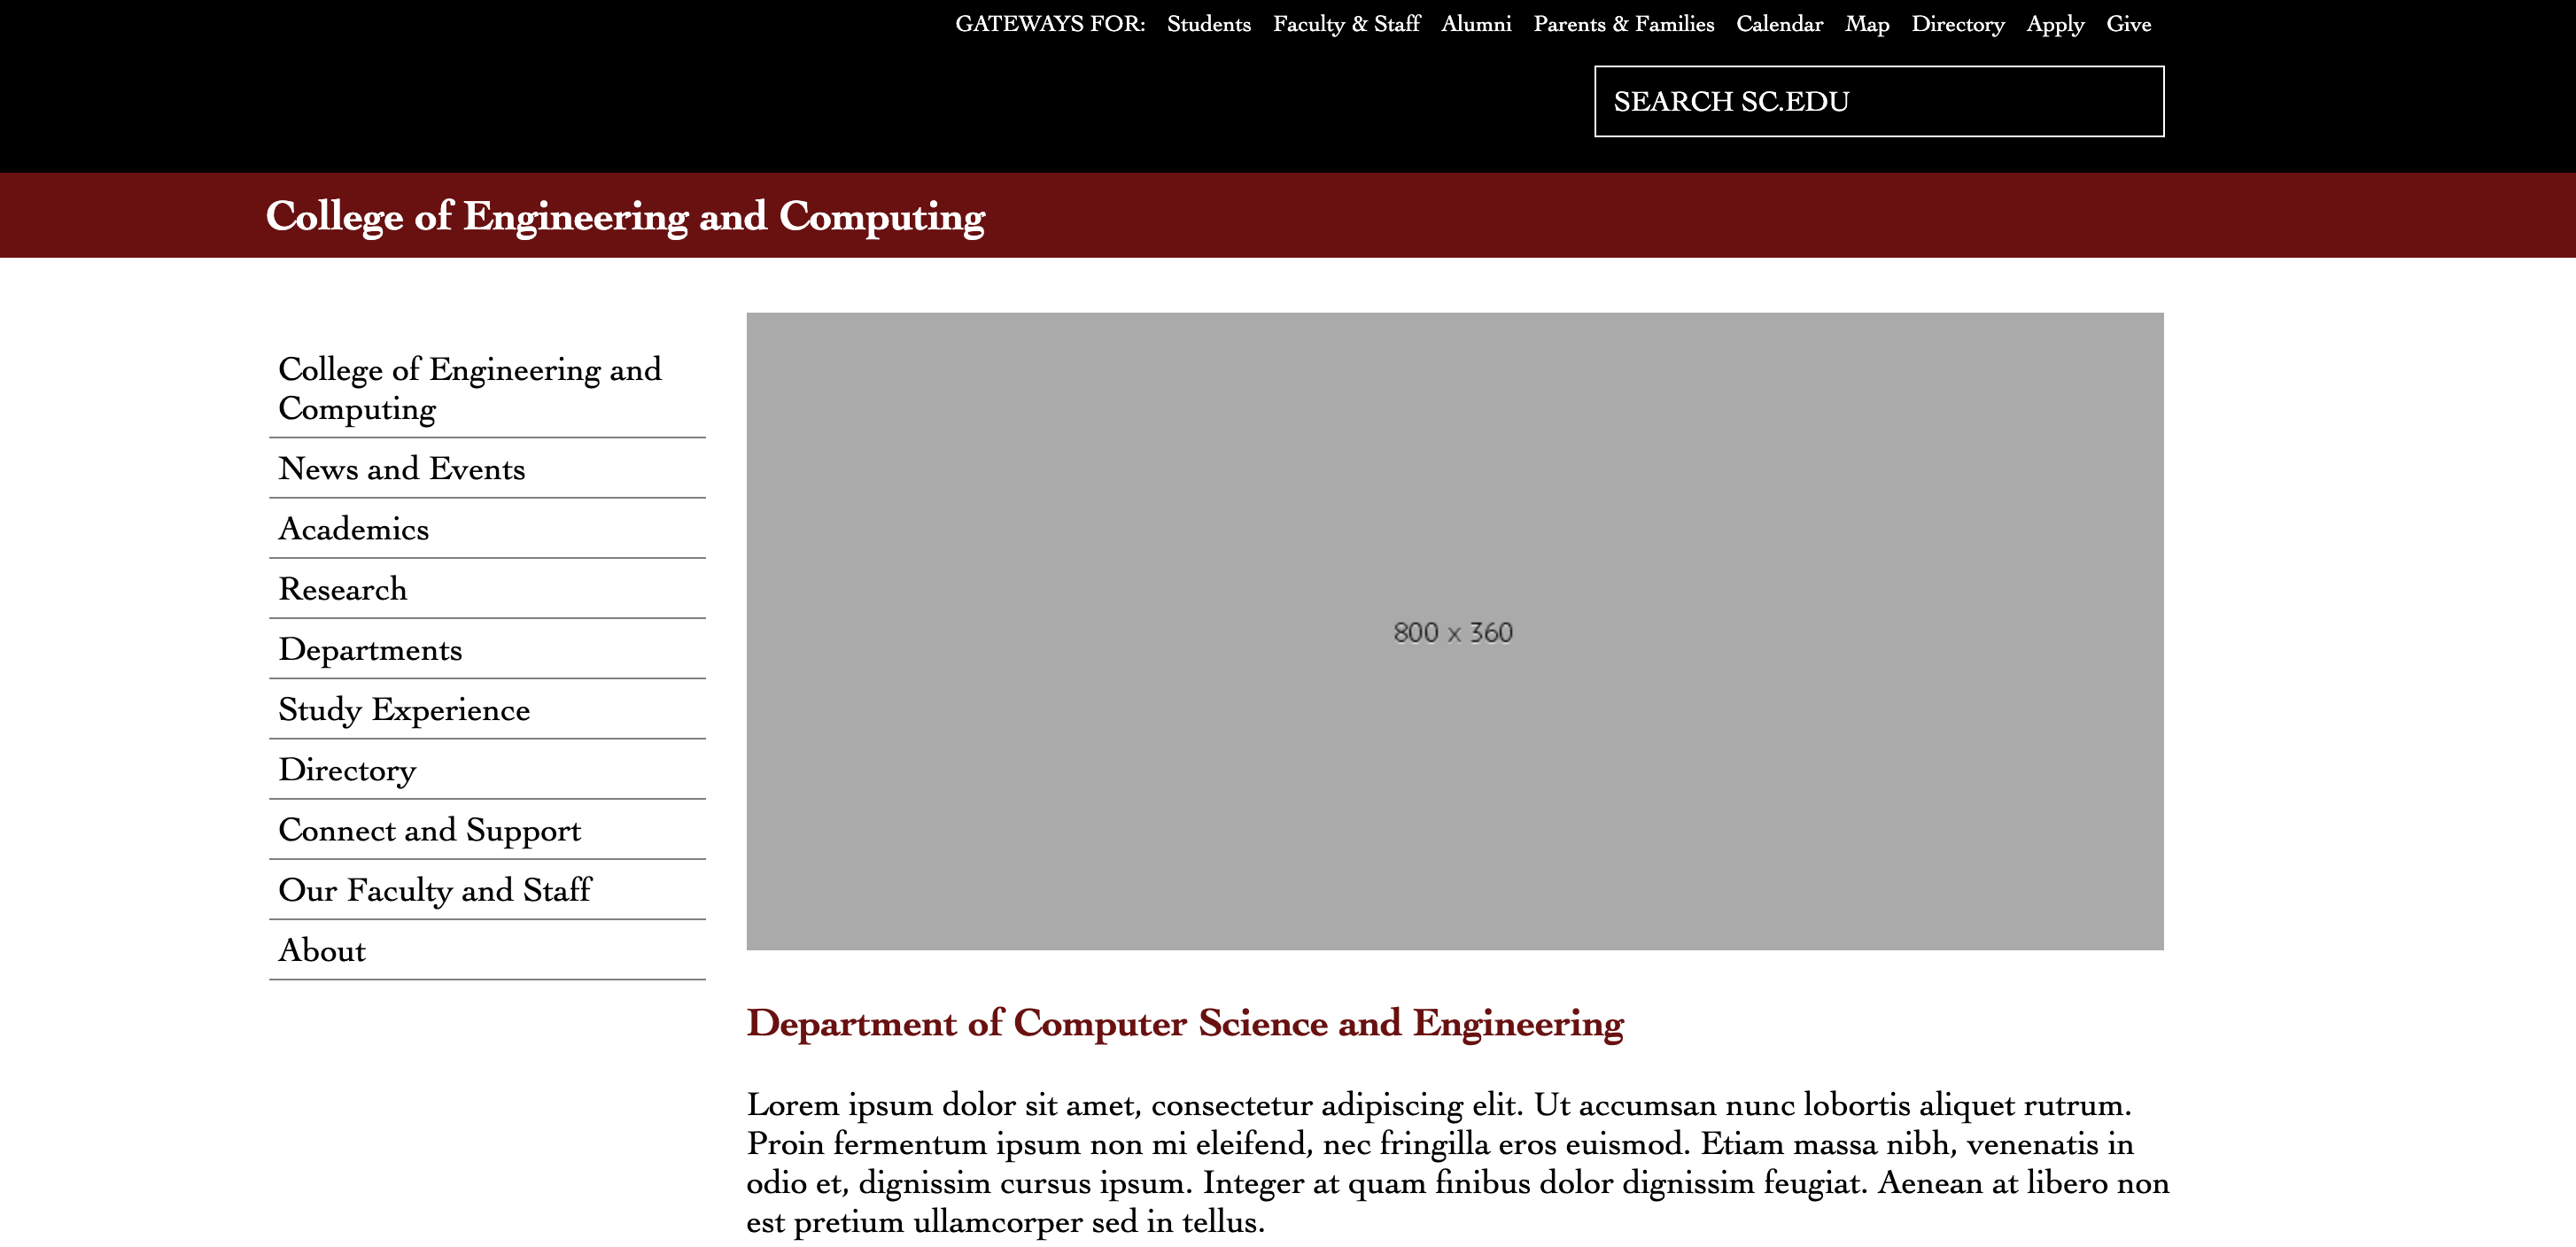 GATEWAYS FOR: Students Faculty & Staff Alumni Parents & Families Calendar Map Directory Apply Give
SEARCH SC.EDU
College of Engineering and Computing
College of Engineering and
Computing
News and Events
Academics
Research
Departments
Study Experience
Directory
Connect and Support
Our Faculty and Staff
About
800 x 360
Department of Computer Science and Engineering
Lorem ipsum dolor sit amet, consectetur adipiscing elit. Ut accumsan nunc lobortis aliquet rutrum.
Proin fermentum ipsum non mi eleifend, nec fringilla eros euismod. Etiam massa nibh, venenatis in
odio et, dignissim cursus ipsum. Integer at quam finibus dolor dignissim feugiat. Aenean at libero non
est pretium ullamcorper sed in tellus.